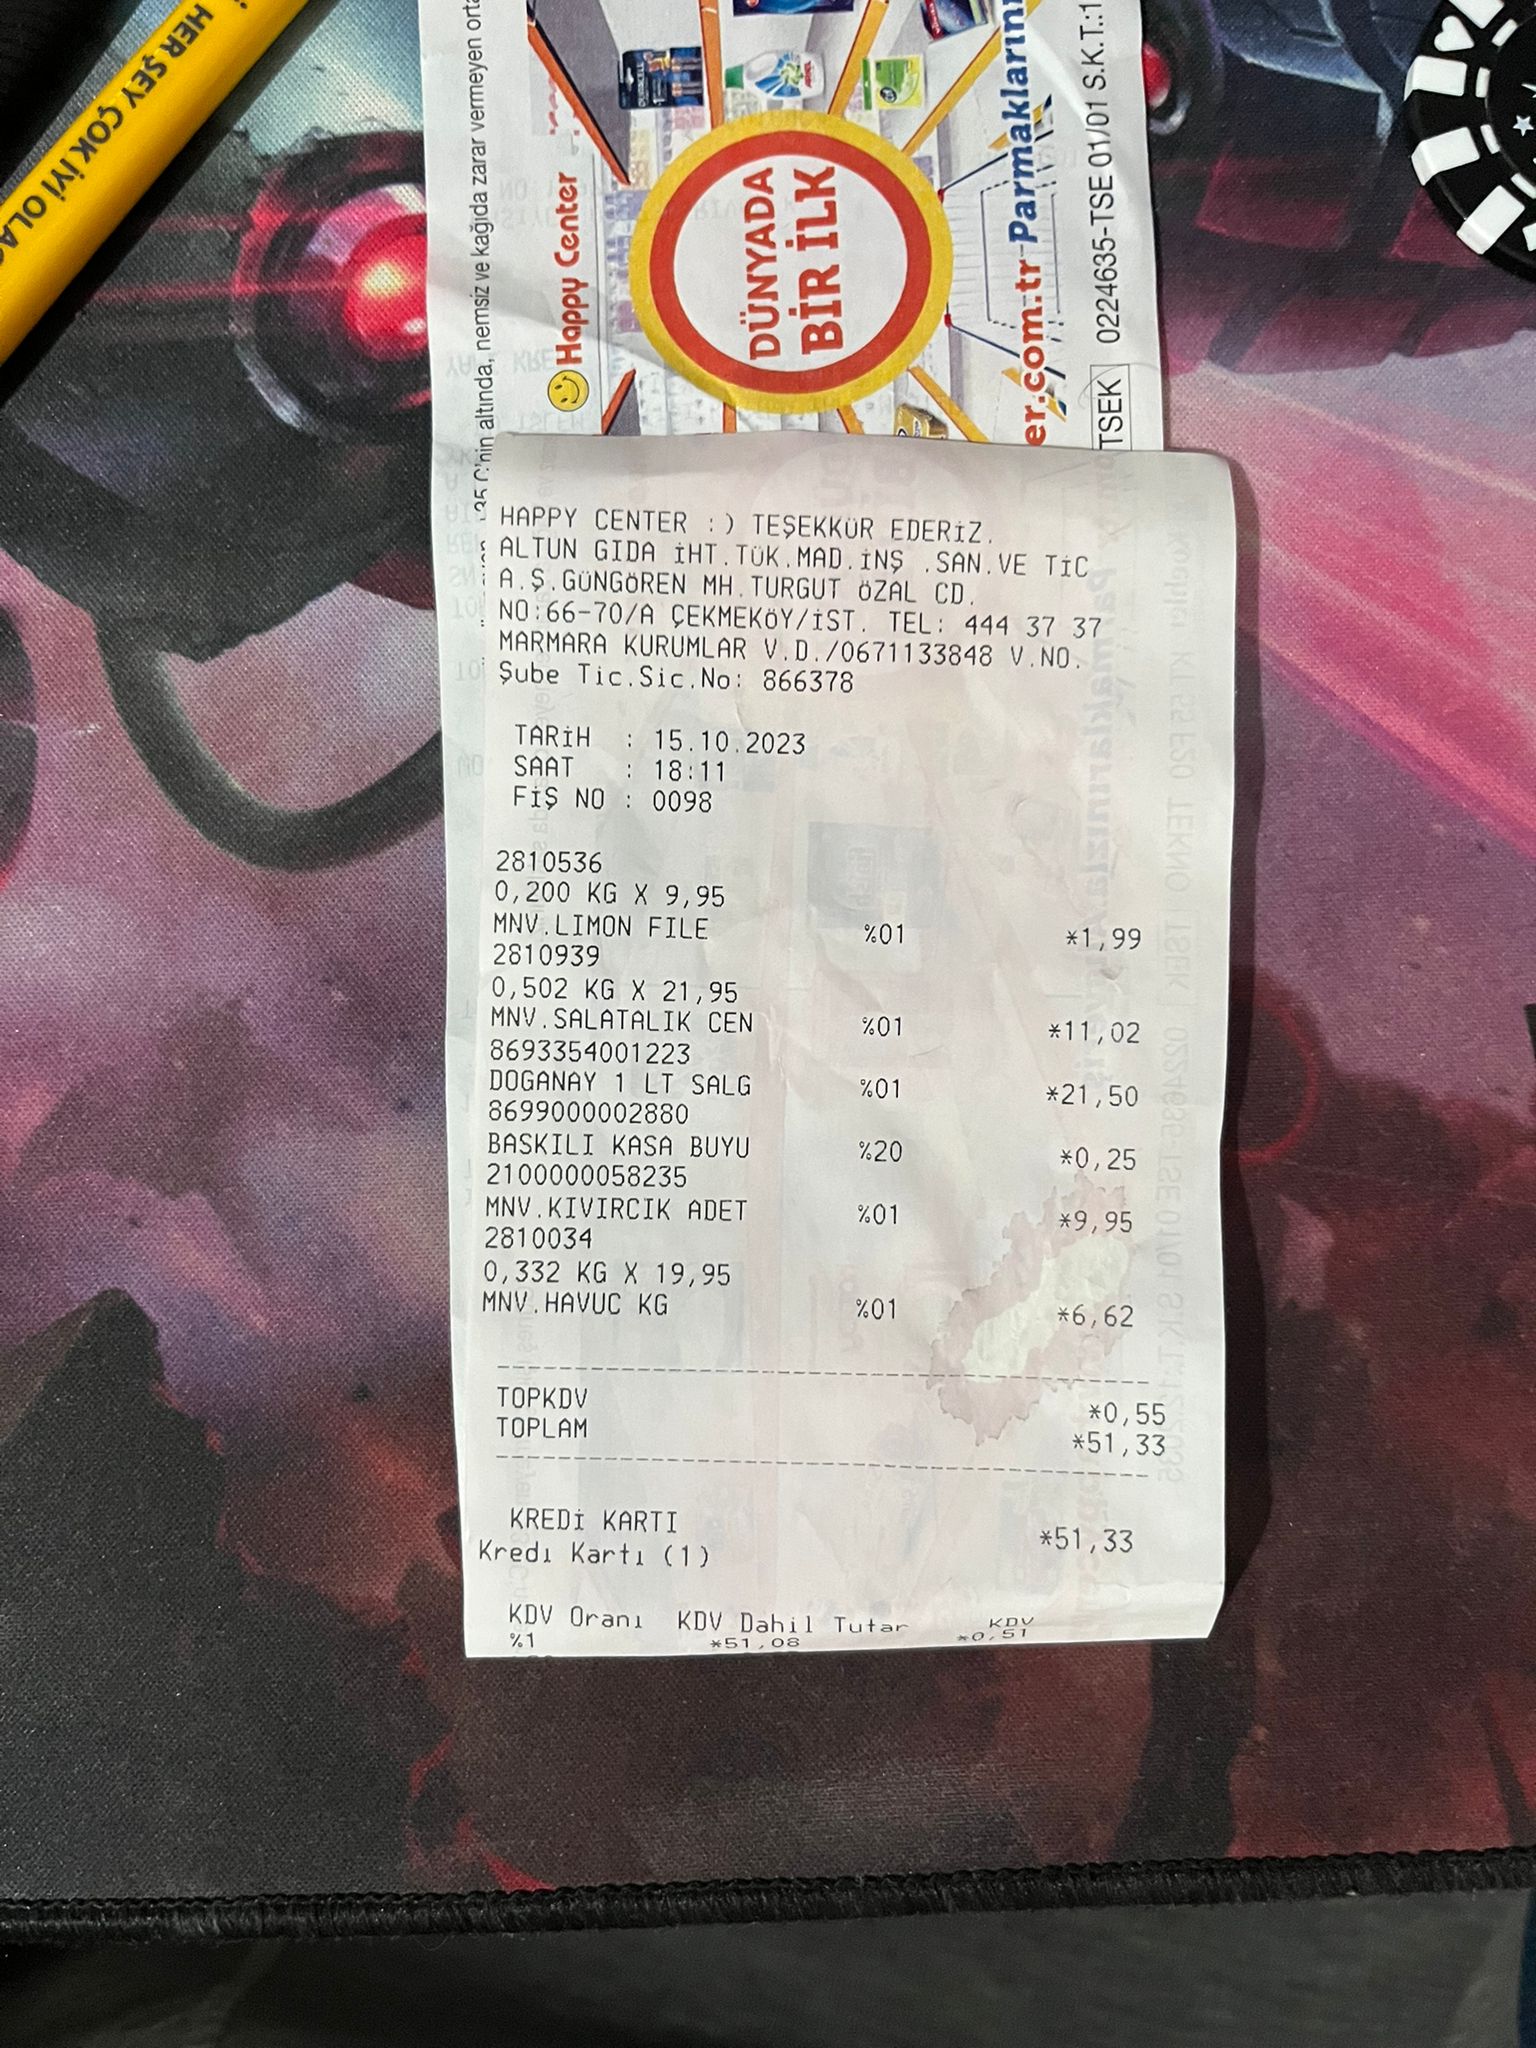 HER ŞEY ÇOK İYİ OLA
nin altında, nemsiz ve kağıda zarar vermeyen
Happy Center
DÜNYADA
BİR İLK
er.com.tr Parmaklarını
TSEK 0224635-TSE 01/01 S.K.T.:1
HAPPY CENTER :) TEŞEKKÜR EDERİZ.
ALTUN GIDA İHT.TÜK.MAD.İNŞ .SAN.VE TİC
A.Ş.GÜNGÖREN MH.TURGUT ÖZAL CD.
NO:66-70/A ÇEKMEKÖY/İST. TEL: 444 37 37
MARMARA KURUMLAR V.D./0671133848 V.NO.
Şube Tic.Sic.No: 866378
TARİH : 15.10.2023
SAAT : 18:11
FİŞ NO : 0098
2810536
0,200 KG X 9,95
MNV.LIMON FILE %01 *1,99
2810939
0,502 KG X 21,95
MNV.SALATALIK CEN %01 *11,02
8693354001223
DOGANAY 1 LT SALG %01 *21,50
8699000002880
BASKILI KASA BUYU %20 *0,25
2100000058235
MNV.KIVIRCIK ADET %01 *9,95
2810034
0,332 KG X 19,95
MNV.HAVUC KG %01 *6,62
TOPKDV *0,55
TOPLAM *51,33
KREDİ KARTI *51,33
Kredı Kartı (1)
KDV Oranı KDV Dahil Tutar KDV
%1 *51,08 *0,51